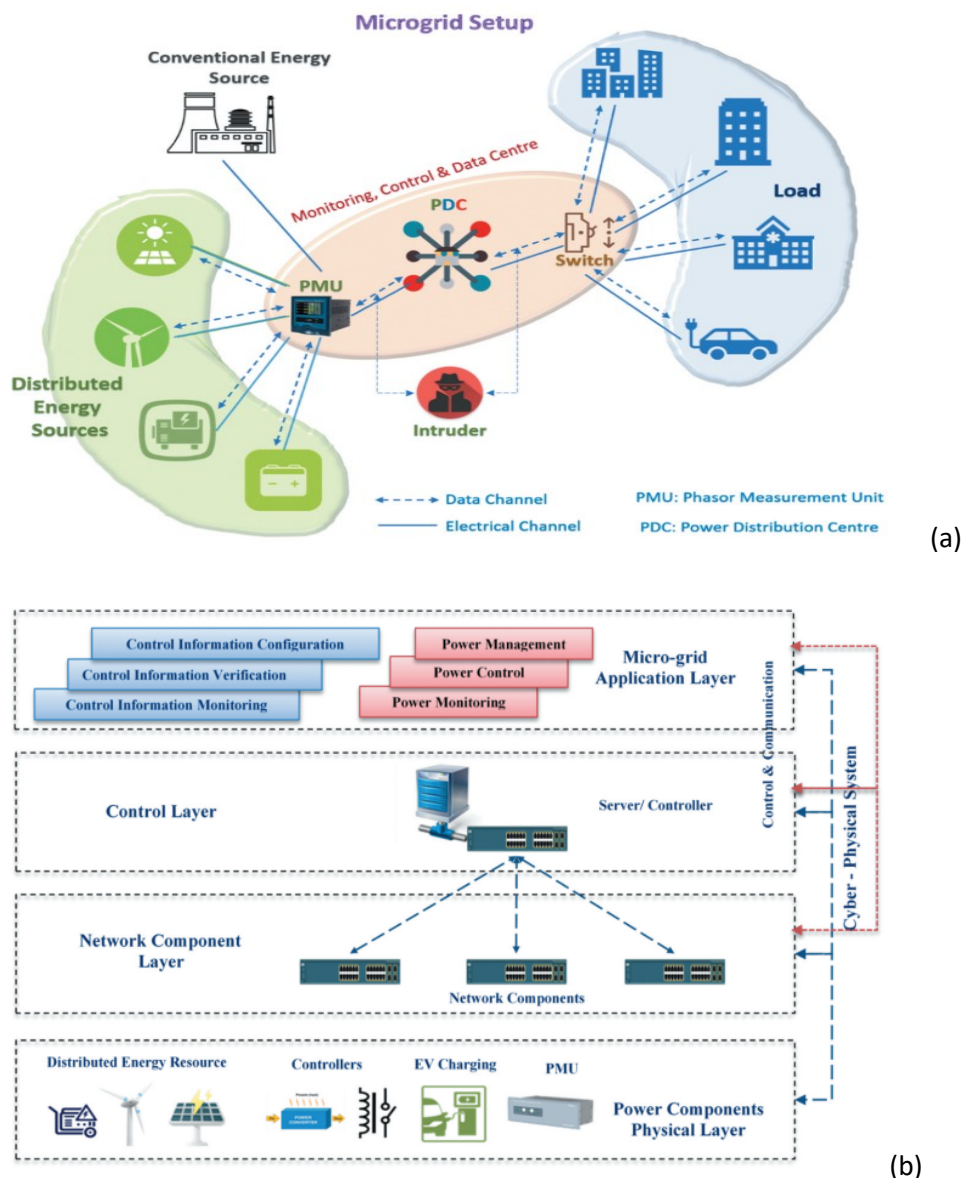 Microgrid Setup
Conventional Energy
Source
Monitoring, Control & Data Centre
PDC
Load
Switch
PMU
Distributed
Energy
Sources
Intruder
Data Channel
PMU: Phasor Measurement Unit
Electrical Channel
PDC: Power Distribution Centre
(a)
Control Information Configuration
Power Management
Control Information Verification
Power Control
Control Information Monitoring
Power Monitoring
Micro-grid
Application Layer
Control & Communication
Cyber - Physical System
Control Layer
Server/ Controller
Network Component
Layer
Network Components
Distributed Energy Resource
Controllers
EV Charging
PMU
POWER
CONVERTER
Power Components
Physical Layer
(b)